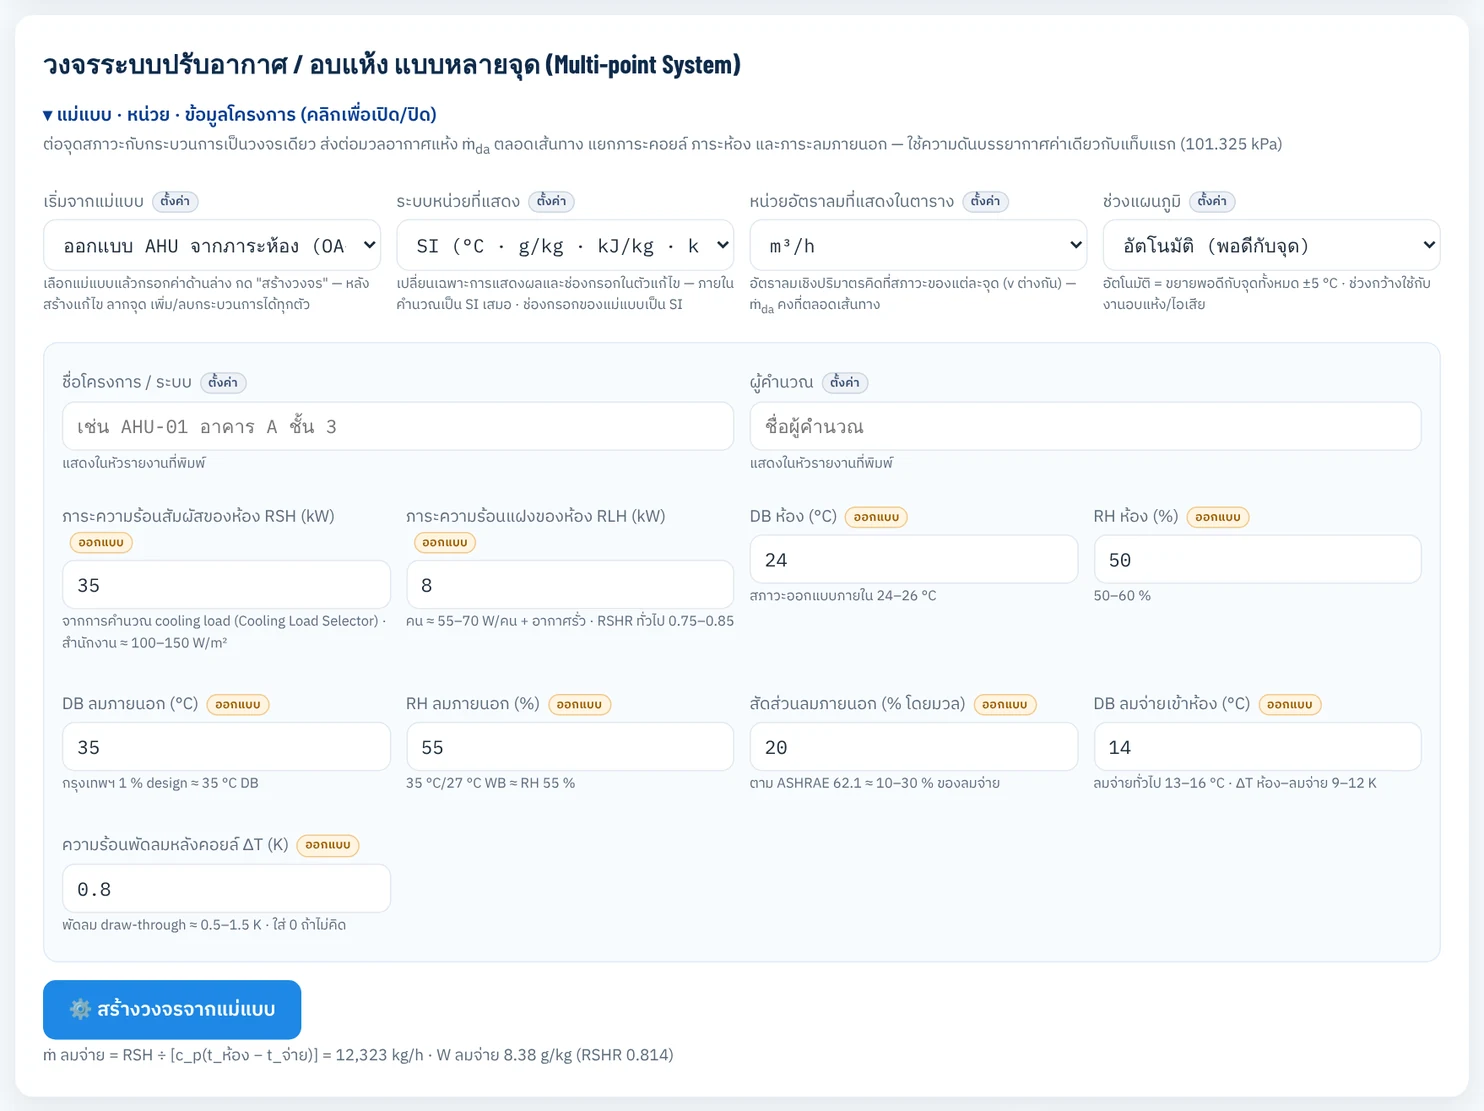 วงจรระบบปรับอากาศ / อบแห้ง แบบหลายจุด (Multi-point System)
▾ แม่แบบ · หน่วย · ข้อมูลโครงการ (คลิกเพื่อเปิด/ปิด)
ต่อจุดสภาวะกับกระบวนการเป็นวงจรเดียว ส่งต่อมวลอากาศแห้ง ṁda ตลอดเส้นทาง แยกภาระคอยล์ ภาระห้อง และภาระลมภายนอก — ใช้ความดันบรรยากาศค่าเดียวกับแท็บแรก (101.325 kPa)
เริ่มจากแม่แบบ ตั้งค่า
ออกแบบ AHU จากภาระห้อง (OA
เลือกแม่แบบแล้วกรอกค่าด้านล่าง กด "สร้างวงจร" — หลัง
สร้างแก้ไข ลากจุด เพิ่ม/ลบกระบวนการได้ทุกตัว
ระบบหน่วยที่แสดง ตั้งค่า
SI (°C · g/kg · kJ/kg · k
เปลี่ยนเฉพาะการแสดงผลและช่องกรอกในตัวแก้ไข — ภายใน
คำนวณเป็น SI เสมอ · ช่องกรอกของแม่แบบเป็น SI
หน่วยอัตราลมที่แสดงในตาราง ตั้งค่า
m³/h
อัตราลมเชิงปริมาตรคิดที่สภาวะของแต่ละจุด (v ต่างกัน) —
ṁda คงที่ตลอดเส้นทาง
ช่วงแผนภูมิ ตั้งค่า
อัตโนมัติ (พอดีกับจุด)
อัตโนมัติ = ขยายพอดีกับจุดทั้งหมด ±5 °C · ช่วงกว้างใช้กับ
งานอบแห้ง/ไอเสีย
ชื่อโครงการ / ระบบ ตั้งค่า
เช่น AHU-01 อาคาร A ชั้น 3
แสดงในหัวรายงานที่พิมพ์
ผู้คำนวณ ตั้งค่า
ชื่อผู้คำนวณ
แสดงในหัวรายงานที่พิมพ์
ภาระความร้อนสัมผัสของห้อง RSH (kW)
ออกแบบ
35
จากการคำนวณ cooling load (Cooling Load Selector) ·
สำนักงาน ≈ 100–150 W/m²
ภาระความร้อนแฝงของห้อง RLH (kW)
ออกแบบ
8
คน ≈ 55–70 W/คน + อากาศรั่ว · RSHR ทั่วไป 0.75–0.85
DB ห้อง (°C) ออกแบบ
24
สภาวะออกแบบภายใน 24–26 °C
RH ห้อง (%) ออกแบบ
50
50–60 %
DB ลมภายนอก (°C) ออกแบบ
35
กรุงเทพฯ 1 % design ≈ 35 °C DB
RH ลมภายนอก (%) ออกแบบ
55
35 °C/27 °C WB ≈ RH 55 %
สัดส่วนลมภายนอก (% โดยมวล) ออกแบบ
20
ตาม ASHRAE 62.1 ≈ 10–30 % ของลมจ่าย
DB ลมจ่ายเข้าห้อง (°C) ออกแบบ
14
ลมจ่ายทั่วไป 13–16 °C · ΔT ห้อง–ลมจ่าย 9–12 K
ความร้อนพัดลมหลังคอยล์ ΔT (K) ออกแบบ
0.8
พัดลม draw-through ≈ 0.5–1.5 K · ใส่ 0 ถ้าไม่คิด
⚙️ สร้างวงจรจากแม่แบบ
ṁ ลมจ่าย = RSH ÷ [c_p(t_ห้อง − t_จ่าย)] = 12,323 kg/h · W ลมจ่าย 8.38 g/kg (RSHR 0.814)